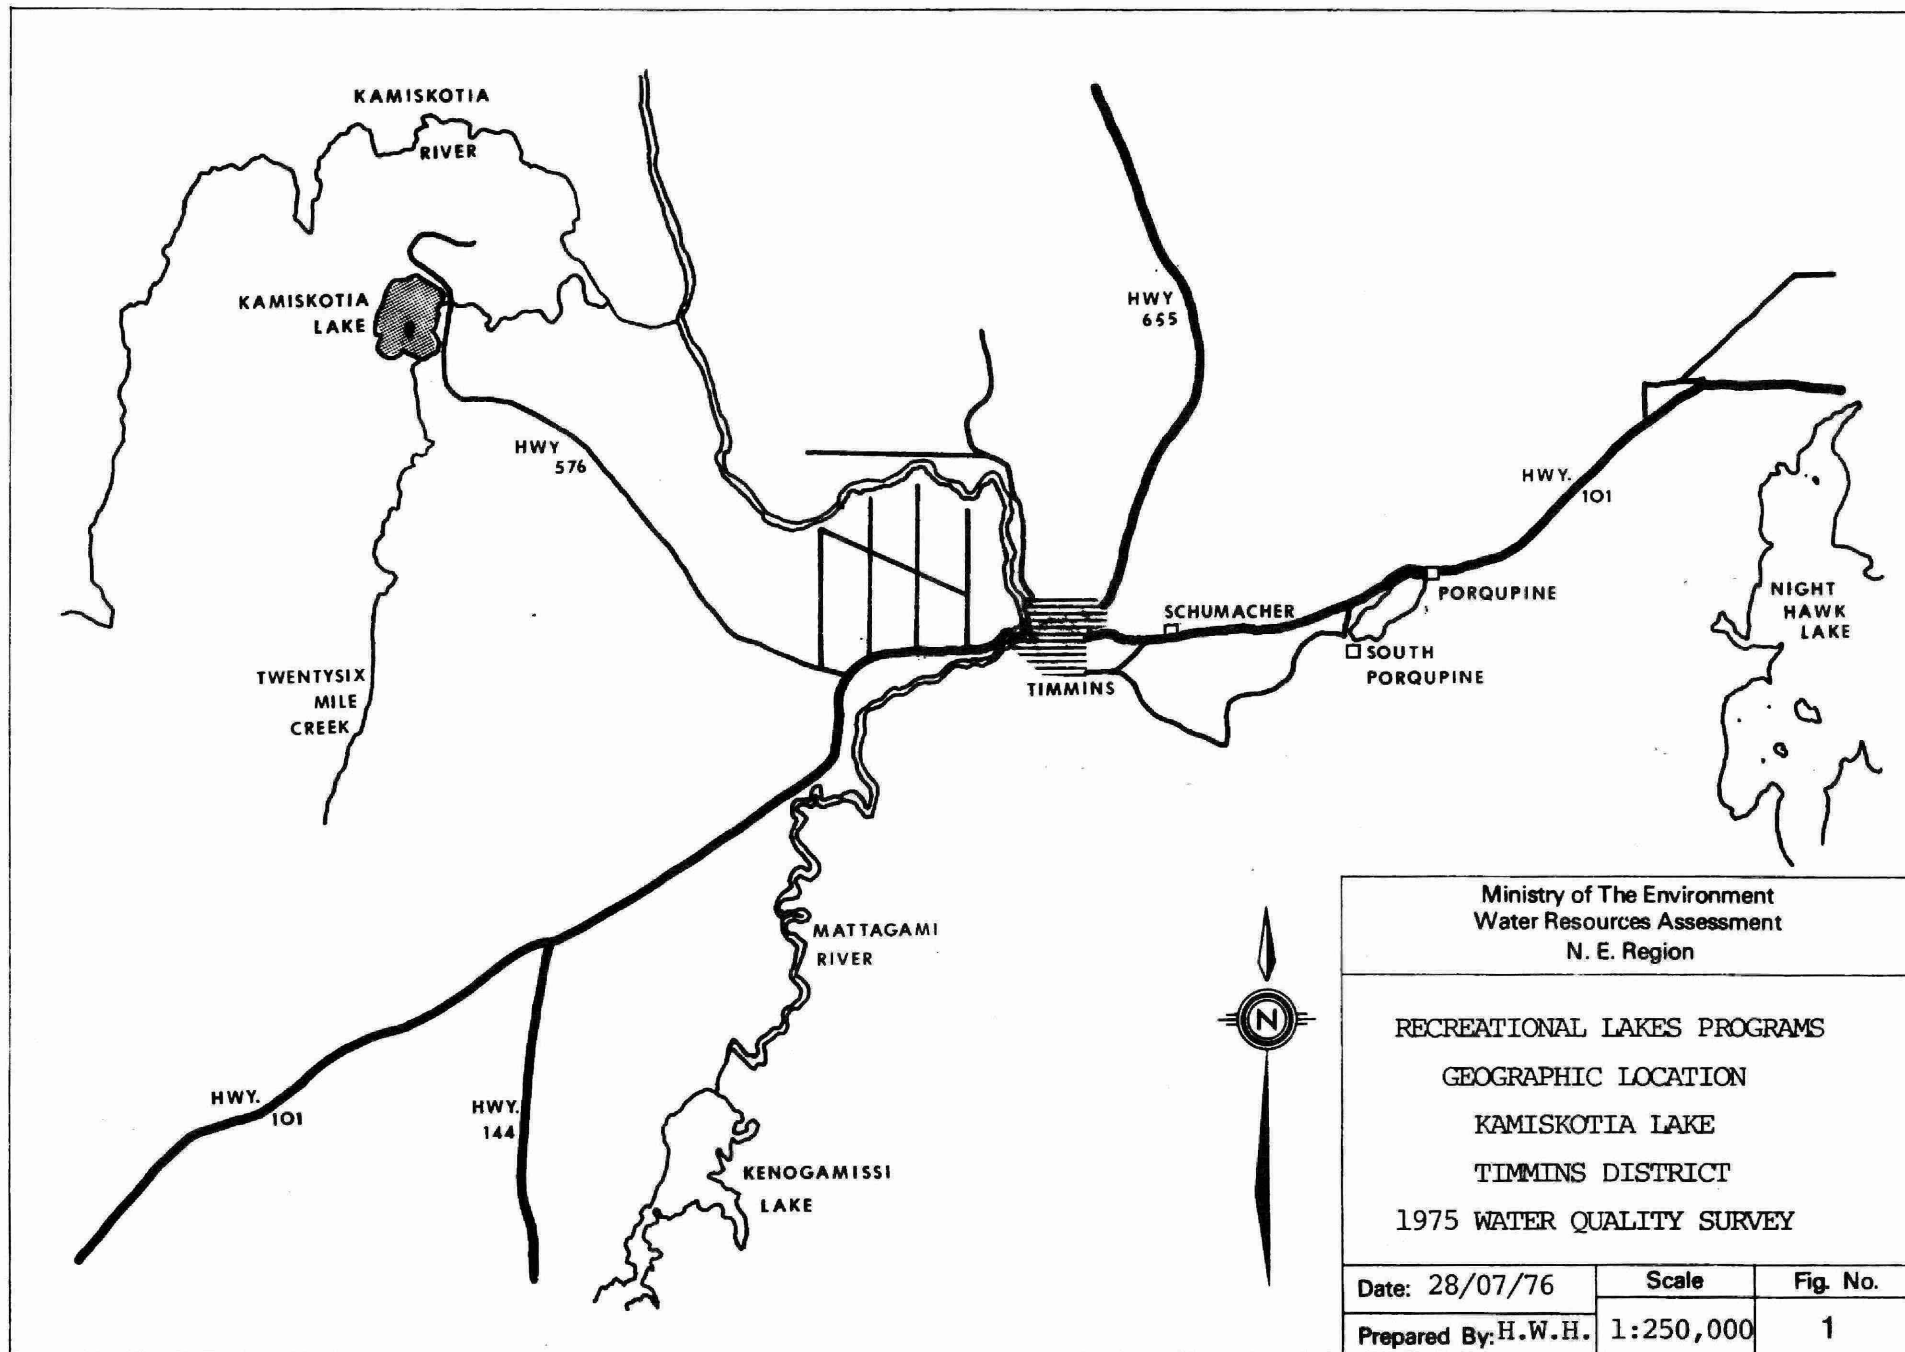 KAMISKOTIA
RIVER
KAMISKOTIA
LAKE
HWY
655
HWY
576
HWY.
101
PORQUPINE
SCHUMACHER
SOUTH
PORQUPINE
NIGHT
HAWK
LAKE
TIMMINS
TWENTYSIX
MILE
CREEK
MATTAGAMI
RIVER
HWY.
101
HWY.
144
KENOGAMISSI
LAKE
N
Ministry of The Environment
Water Resources Assessment
N. E. Region
RECREATIONAL LAKES PROGRAMS
GEOGRAPHIC LOCATION
KAMISKOTIA LAKE
TIMMINS DISTRICT
1975 WATER QUALITY SURVEY
Date: 28/07/76
Scale
Fig. No.
Prepared By: H.W.H.
1:250,000
1